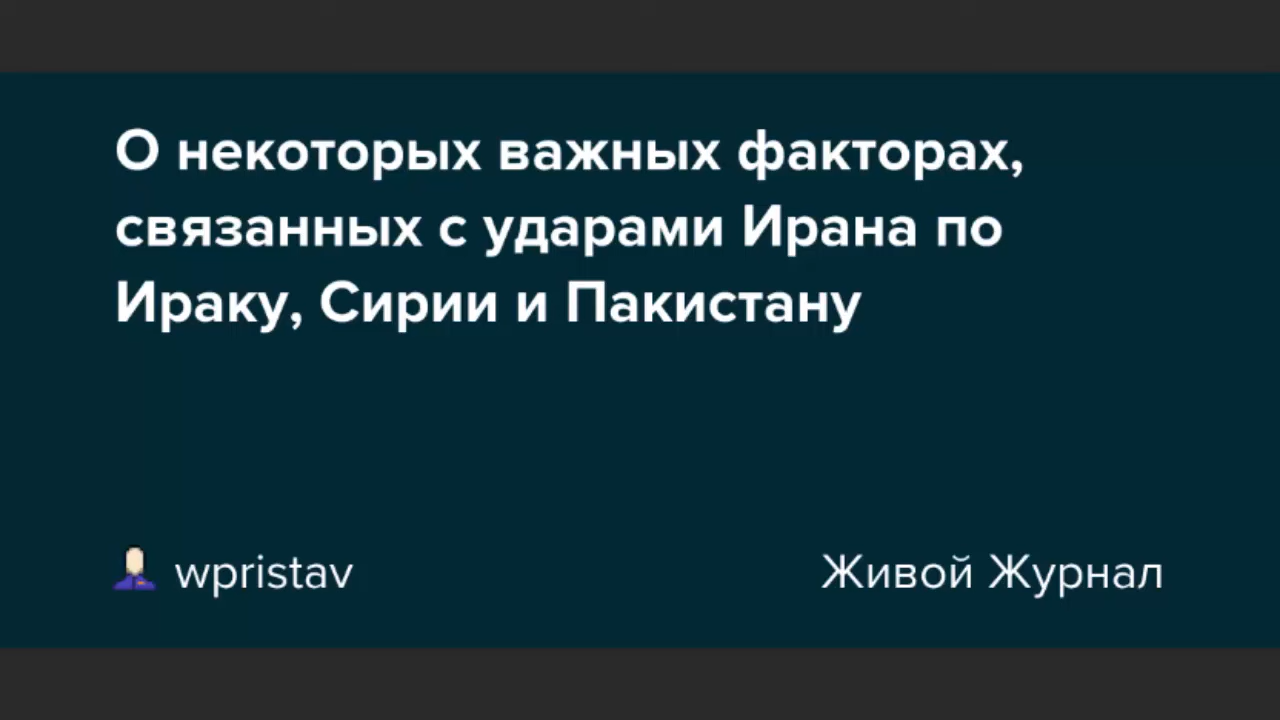 О некоторых важных факторах,
связанных с ударами Ирана по
Ираку, Сирии и Пакистану
wpristav
Живой Журнал